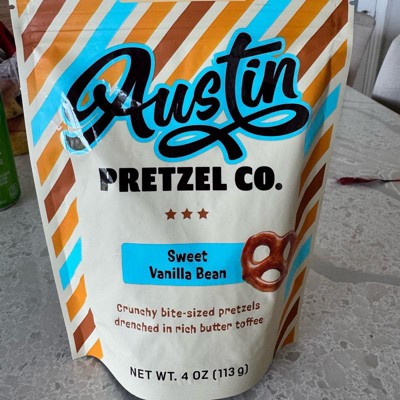 Austin
PRETZEL CO.
Sweet
Vanilla Bean
Crunchy bite-sized pretzels
drenched in rich butter toffee
NET WT. 4 OZ (113 g)